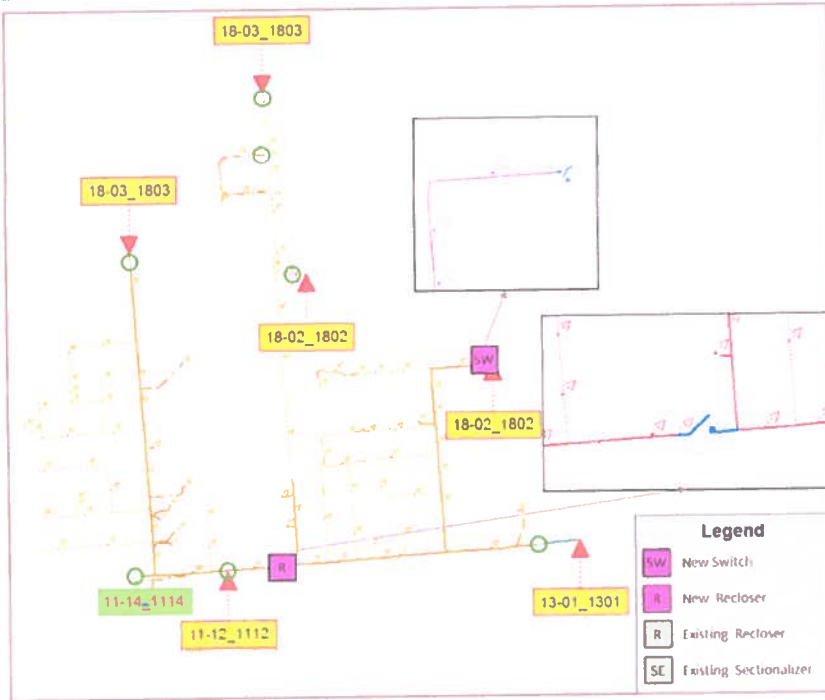 18-03_1803
18-03_1803
18-02_1802
SW
18-02_1802
R
11-14_1114
11-12_1112
13-01_1301
Legend
SW New Switch
R New Recloser
R Existing Recloser
SE Existing Sectionalizer